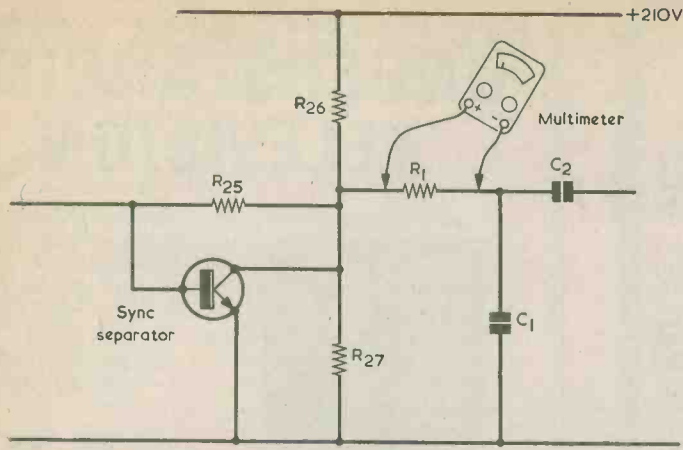 +210V
R26
+
-
Multimeter
R1
C2
R25
Sync
separator
C1
R27